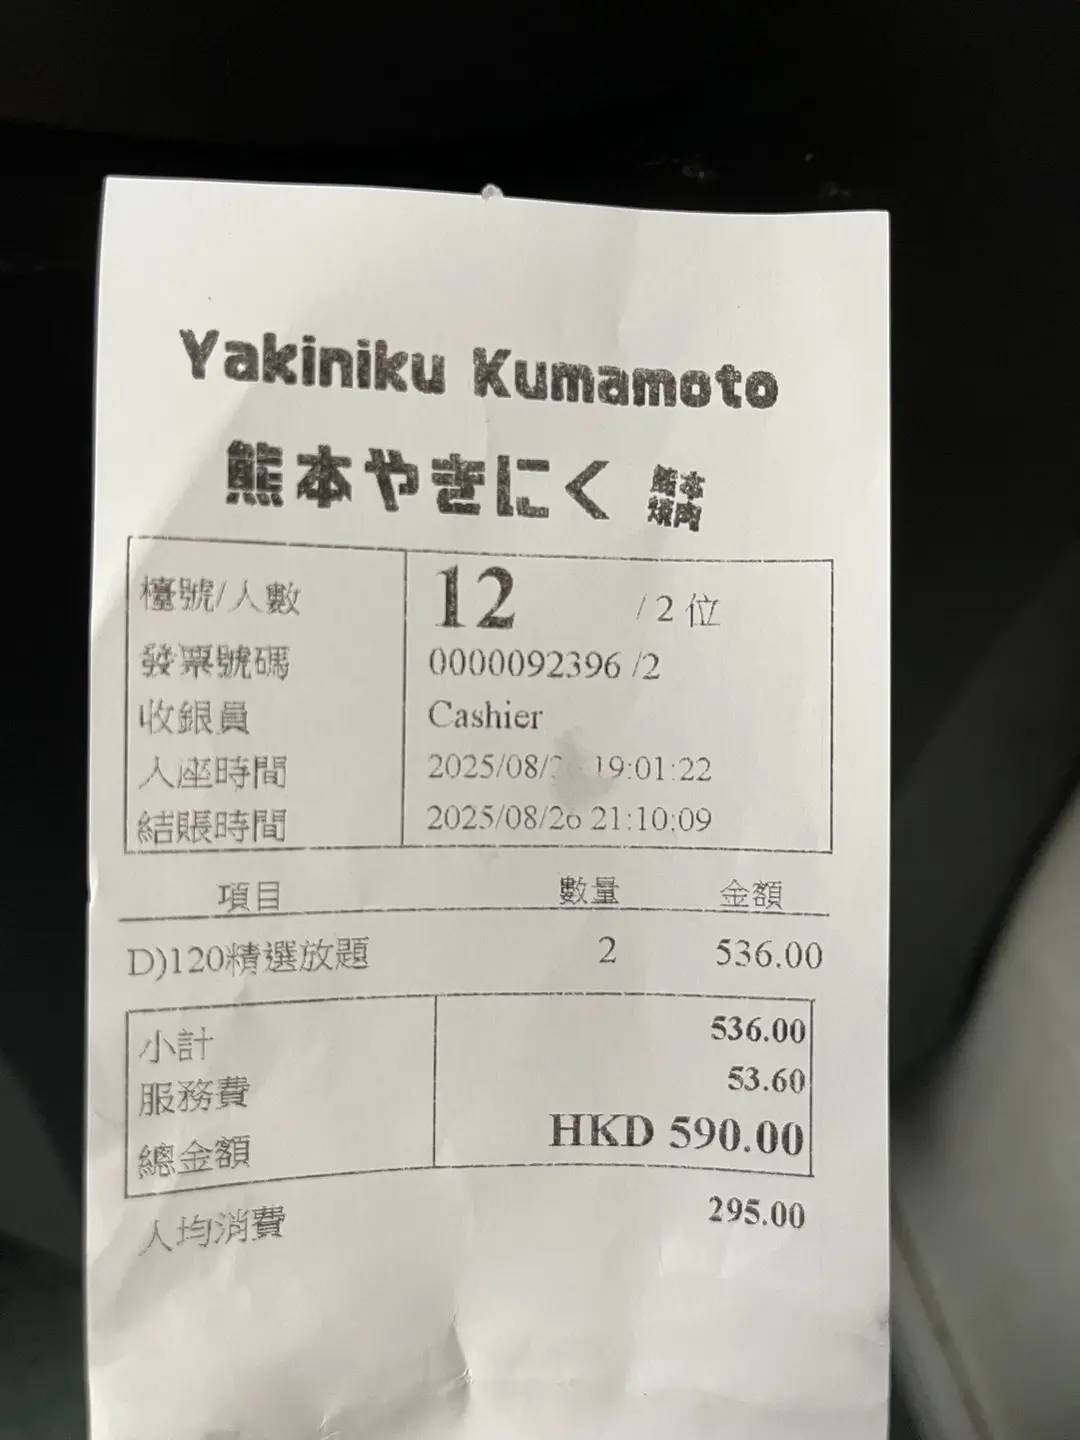 Yakiniku Kumamoto
熊本やきにく 熊本
焼肉
檯號/人數 12 / 2 位
發票號碼 0000092396 /2
收銀員 Cashier
入座時間 2025/08/ 19:01:22
結賬時間 2025/08/26 21:10:09
項目 數量 金額
D)120精選放題 2 536.00
小計 536.00
服務費 53.60
總金額 HKD 590.00
人均消費 295.00